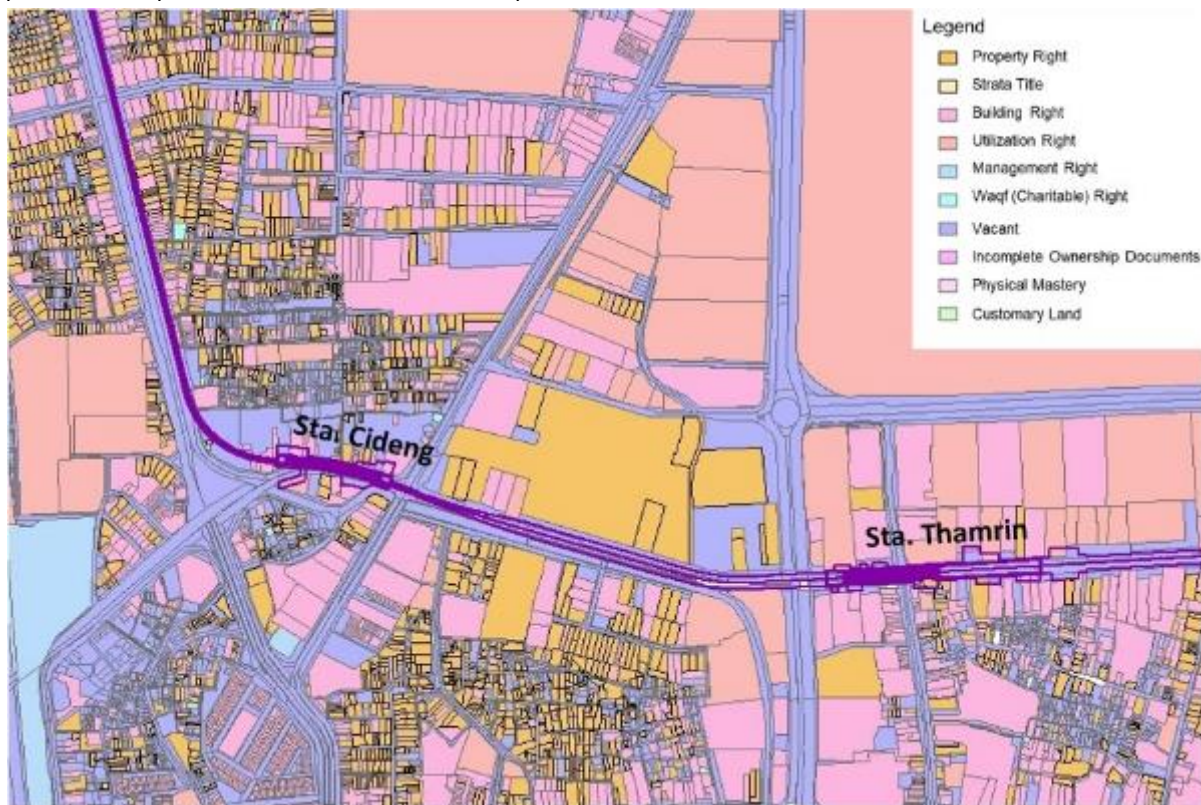 Legend
Property Right
Strata Title
Building Right
Utilization Right
Management Right
Waqf (Charitable) Right
Vacant
Incomplete Ownership Documents
Physical Mastery
Customary Land
Sta. Cideng
Sta. Thamrin